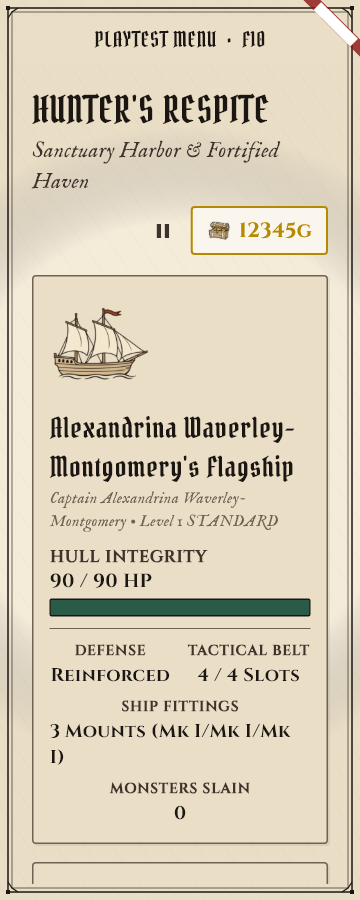 PLAYTEST MENU · F10
HUNTER'S RESPITE
Sanctuary Harbor & Fortified
Haven
12345G
Alexandrina Waverley-
Montgomery's Flagship
Captain Alexandrina Waverley-
Montgomery • Level 1 STANDARD
HULL INTEGRITY
90 / 90 HP
DEFENSE
Reinforced
TACTICAL BELT
4 / 4 Slots
SHIP FITTINGS
3 Mounts (Mk I/Mk I/Mk
I)
MONSTERS SLAIN
0